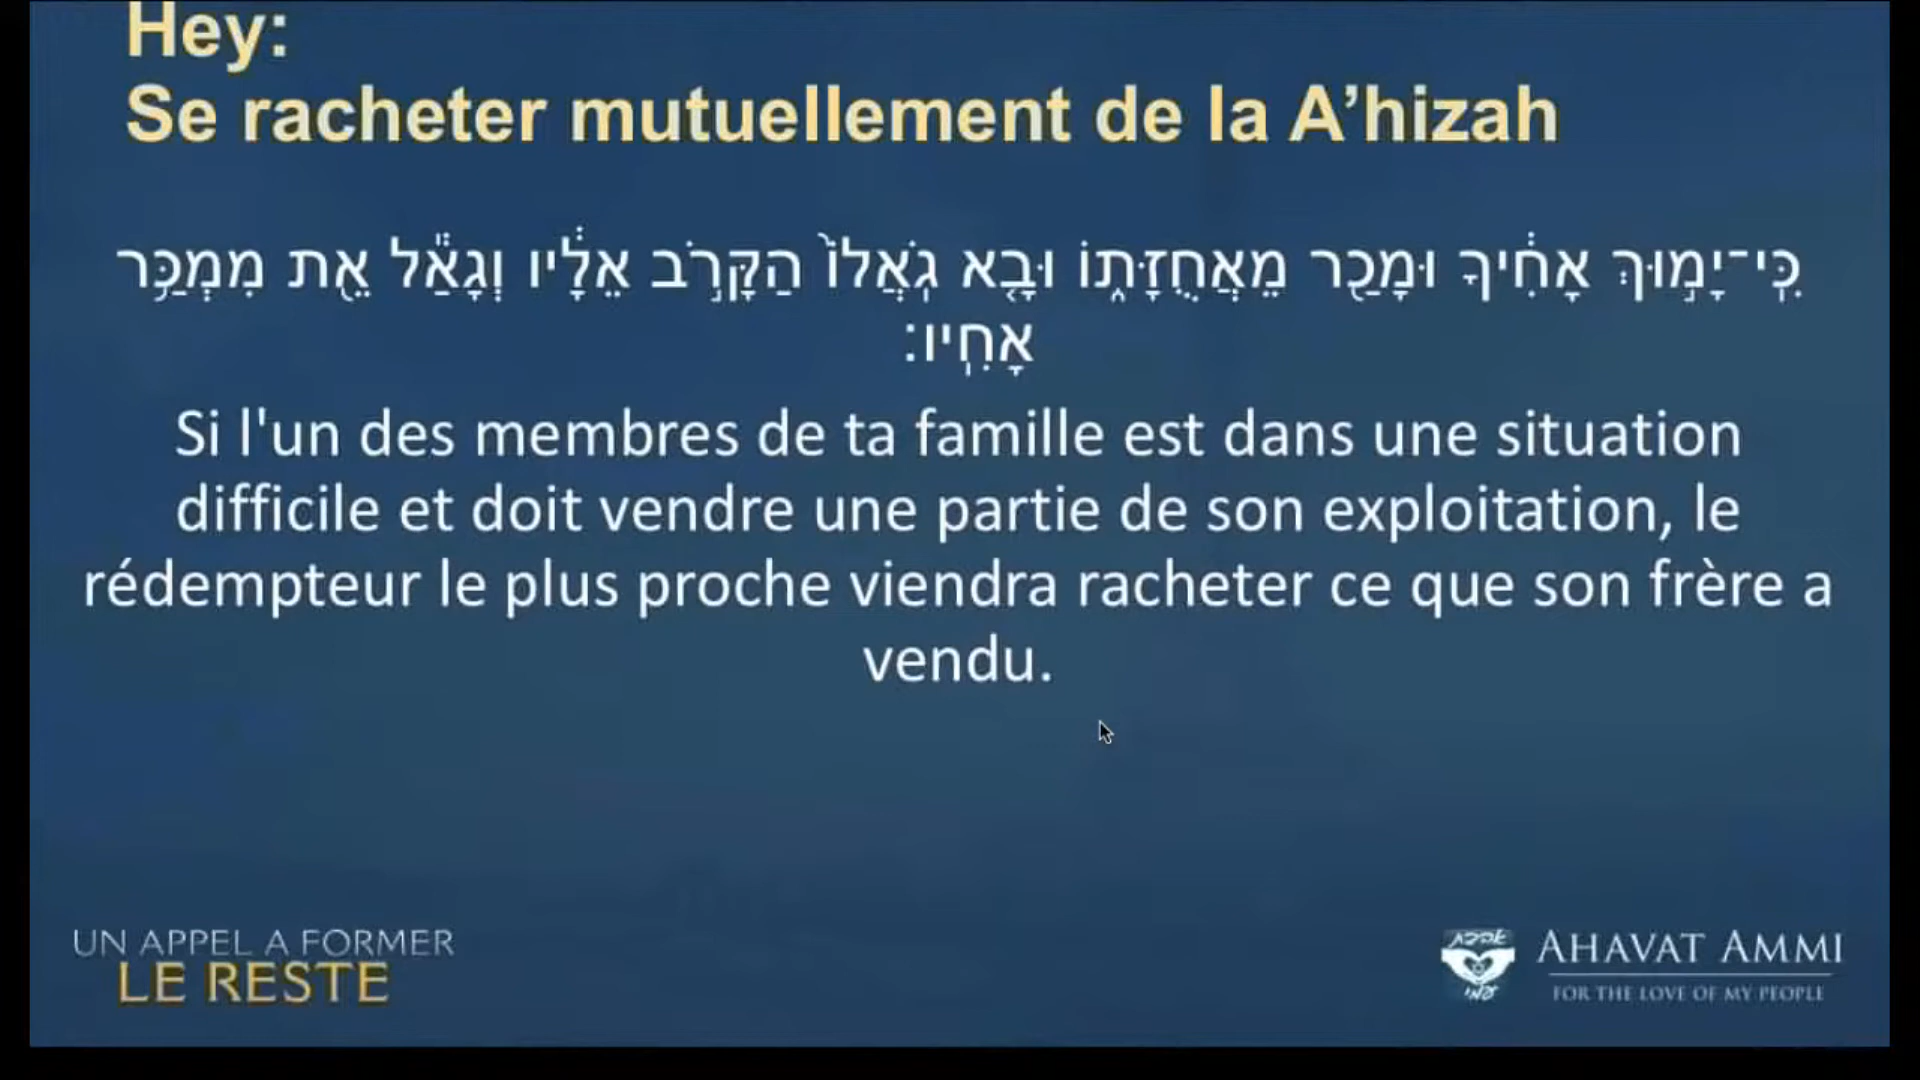 Hey:
Se racheter mutuellement de la A’hizah
כִּֽי־יָמ֣וּךְ אָחִ֔יךָ וּמָכַ֖ר מֵאֲחֻזָּת֑וֹ וּבָ֤א גֹֽאֲלוֹ֙ הַקָּרֹ֣ב אֵלָ֔יו וְגָאַ֕ל אֵ֖ת מִמְכַּ֥ר
אָחִֽיו׃
Si l'un des membres de ta famille est dans une situation
difficile et doit vendre une partie de son exploitation, le
rédempteur le plus proche viendra racheter ce que son frère a
vendu.
UN APPEL A FORMER
LE RESTE
אהבת
עמי
AHAVAT AMMI
FOR THE LOVE OF MY PEOPLE